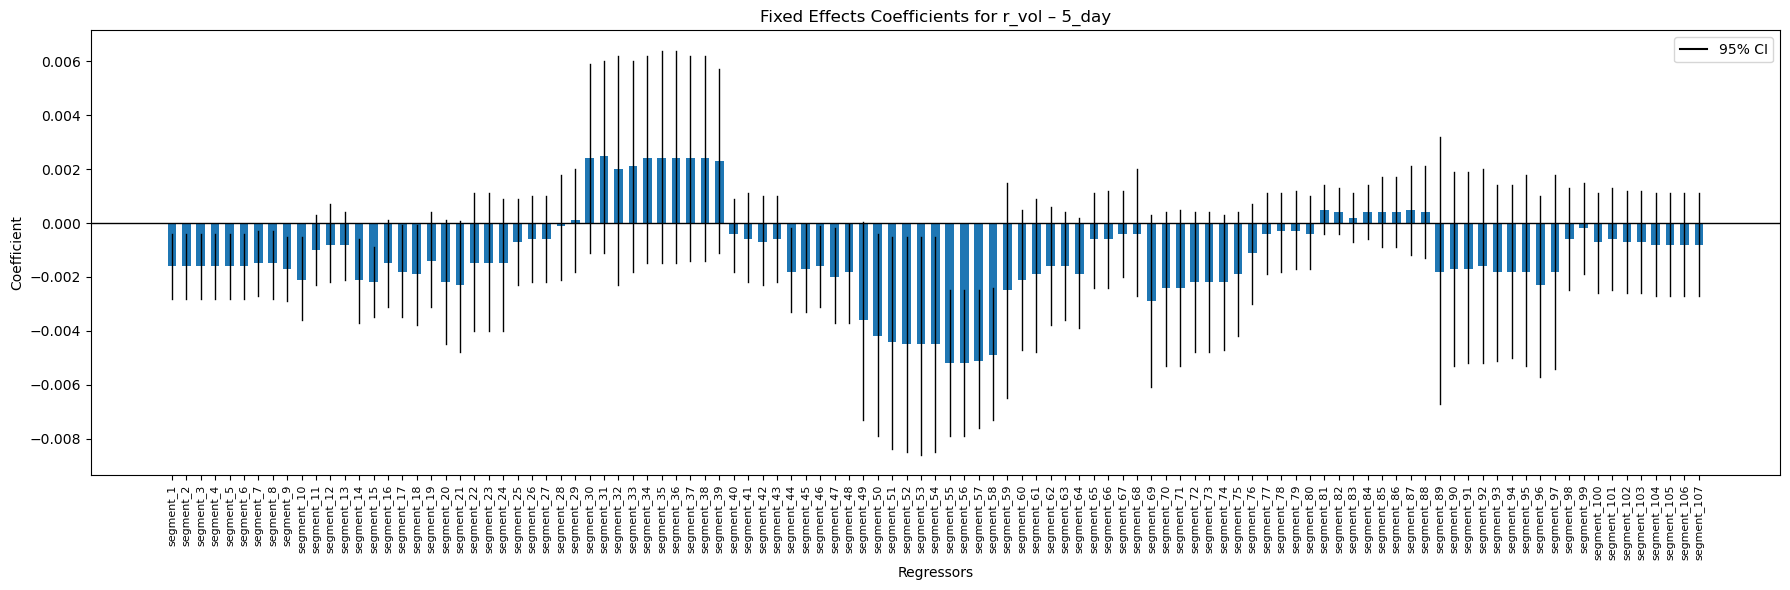 Fixed Effects Coefficients for r_vol – 5_day
95% CI
0.006
0.004
0.002
0.000
−0.002
−0.004
−0.006
−0.008
Coefficient
segment_1
segment_2
segment_3
segment_4
segment_5
segment_6
segment_7
segment_8
segment_9
segment_10
segment_11
segment_12
segment_13
segment_14
segment_15
segment_16
segment_17
segment_18
segment_19
segment_20
segment_21
segment_22
segment_23
segment_24
segment_25
segment_26
segment_27
segment_28
segment_29
segment_30
segment_31
segment_32
segment_33
segment_34
segment_35
segment_36
segment_37
segment_38
segment_39
segment_40
segment_41
segment_42
segment_43
segment_44
segment_45
segment_46
segment_47
segment_48
segment_49
segment_50
segment_51
segment_52
segment_53
segment_54
segment_55
segment_56
segment_57
segment_58
segment_59
segment_60
segment_61
segment_62
segment_63
segment_64
segment_65
segment_66
segment_67
segment_68
segment_69
segment_70
segment_71
segment_72
segment_73
segment_74
segment_75
segment_76
segment_77
segment_78
segment_79
segment_80
segment_81
segment_82
segment_83
segment_84
segment_85
segment_86
segment_87
segment_88
segment_89
segment_90
segment_91
segment_92
segment_93
segment_94
segment_95
segment_96
segment_97
segment_98
segment_99
segment_100
segment_101
segment_102
segment_103
segment_104
segment_105
segment_106
segment_107
Regressors